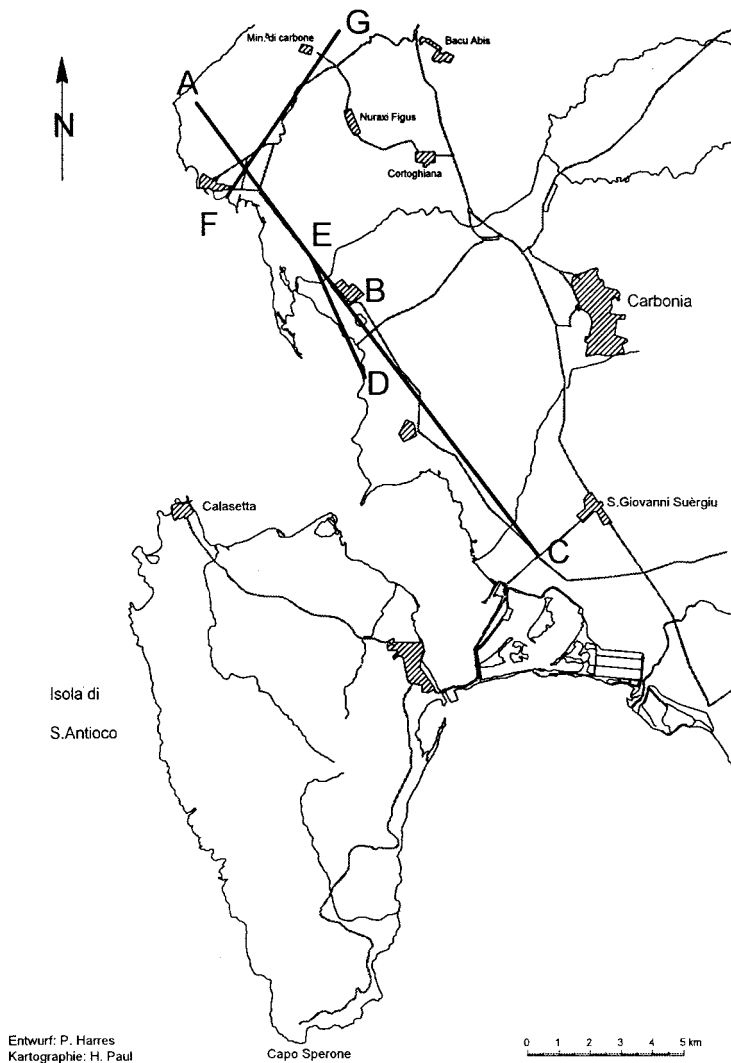 G
Min.ª di carbone
Bacu Abis
A
N
Nuraxi Figus
Cortoghiana
F
E
B
Carbonia
D
Calasetta
S.Giovanni Suèrgiu
C
Isola di
S.Antioco
Entwurf: P. Harres
Kartographie: H. Paul
Capo Sperone
0 1 2 3 4 5 km